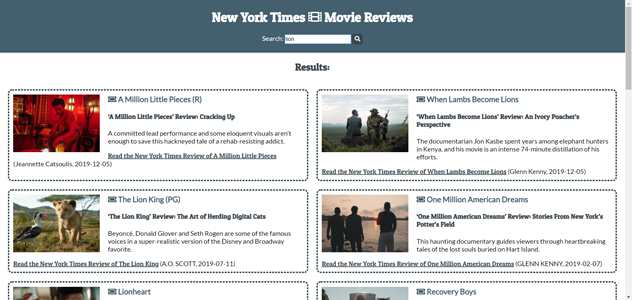 New York Times Movie Reviews
Search: lion
Results:
A Million Little Pieces (R)
'A Million Little Pieces' Review: Cracking Up
A committed lead performance and some eloquent visuals aren't
enough to save this hackneyed tale of a rehab-resisting addict.
Read the New York Times Review of A Million Little Pieces
(Jeannette Catsoulis, 2019-12-05)
When Lambs Become Lions
'When Lambs Become Lions' Review: An Ivory Poacher's
Perspective
The documentarian Jon Kasbe spent years among elephant hunters
in Kenya, and his movie is an intense 74-minute distillation of his
efforts.
Read the New York Times Review of When Lambs Become Lions (Glenn Kenny, 2019-12-05)
The Lion King (PG)
'The Lion King' Review: The Art of Herding Digital Cats
Beyoncé, Donald Glover and Seth Rogen are some of the famous
voices in a super-realistic version of the Disney and Broadway
favorite.
Read the New York Times Review of The Lion King (A.O. SCOTT, 2019-07-11)
One Million American Dreams
'One Million American Dreams' Review: Stories From New York's
Potter's Field
This haunting documentary guides viewers through heartbreaking
tales of the lost souls buried on Hart Island.
Read the New York Times Review of One Million American Dreams (GLENN KENNY, 2019-02-07)
Lionheart
Recovery Boys